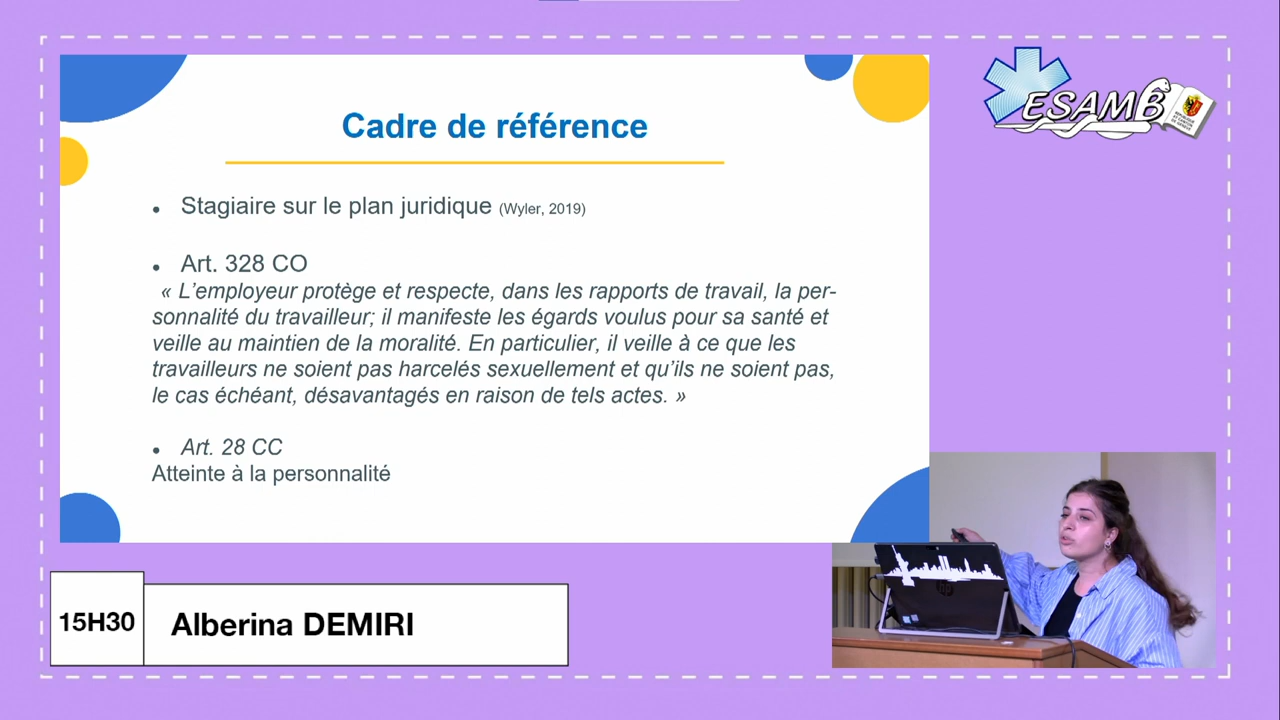 Cadre de référence
• Stagiaire sur le plan juridique (Wyler, 2019)
• Art. 328 CO
« L’employeur protège et respecte, dans les rapports de travail, la per-
sonnalité du travailleur; il manifeste les égards voulus pour sa santé et
veille au maintien de la moralité. En particulier, il veille à ce que les
travailleurs ne soient pas harcelés sexuellement et qu’ils ne soient pas,
le cas échéant, désavantagés en raison de tels actes. »
• Art. 28 CC
Atteinte à la personnalité
ESAMB
hp
15H30
Alberina DEMIRI